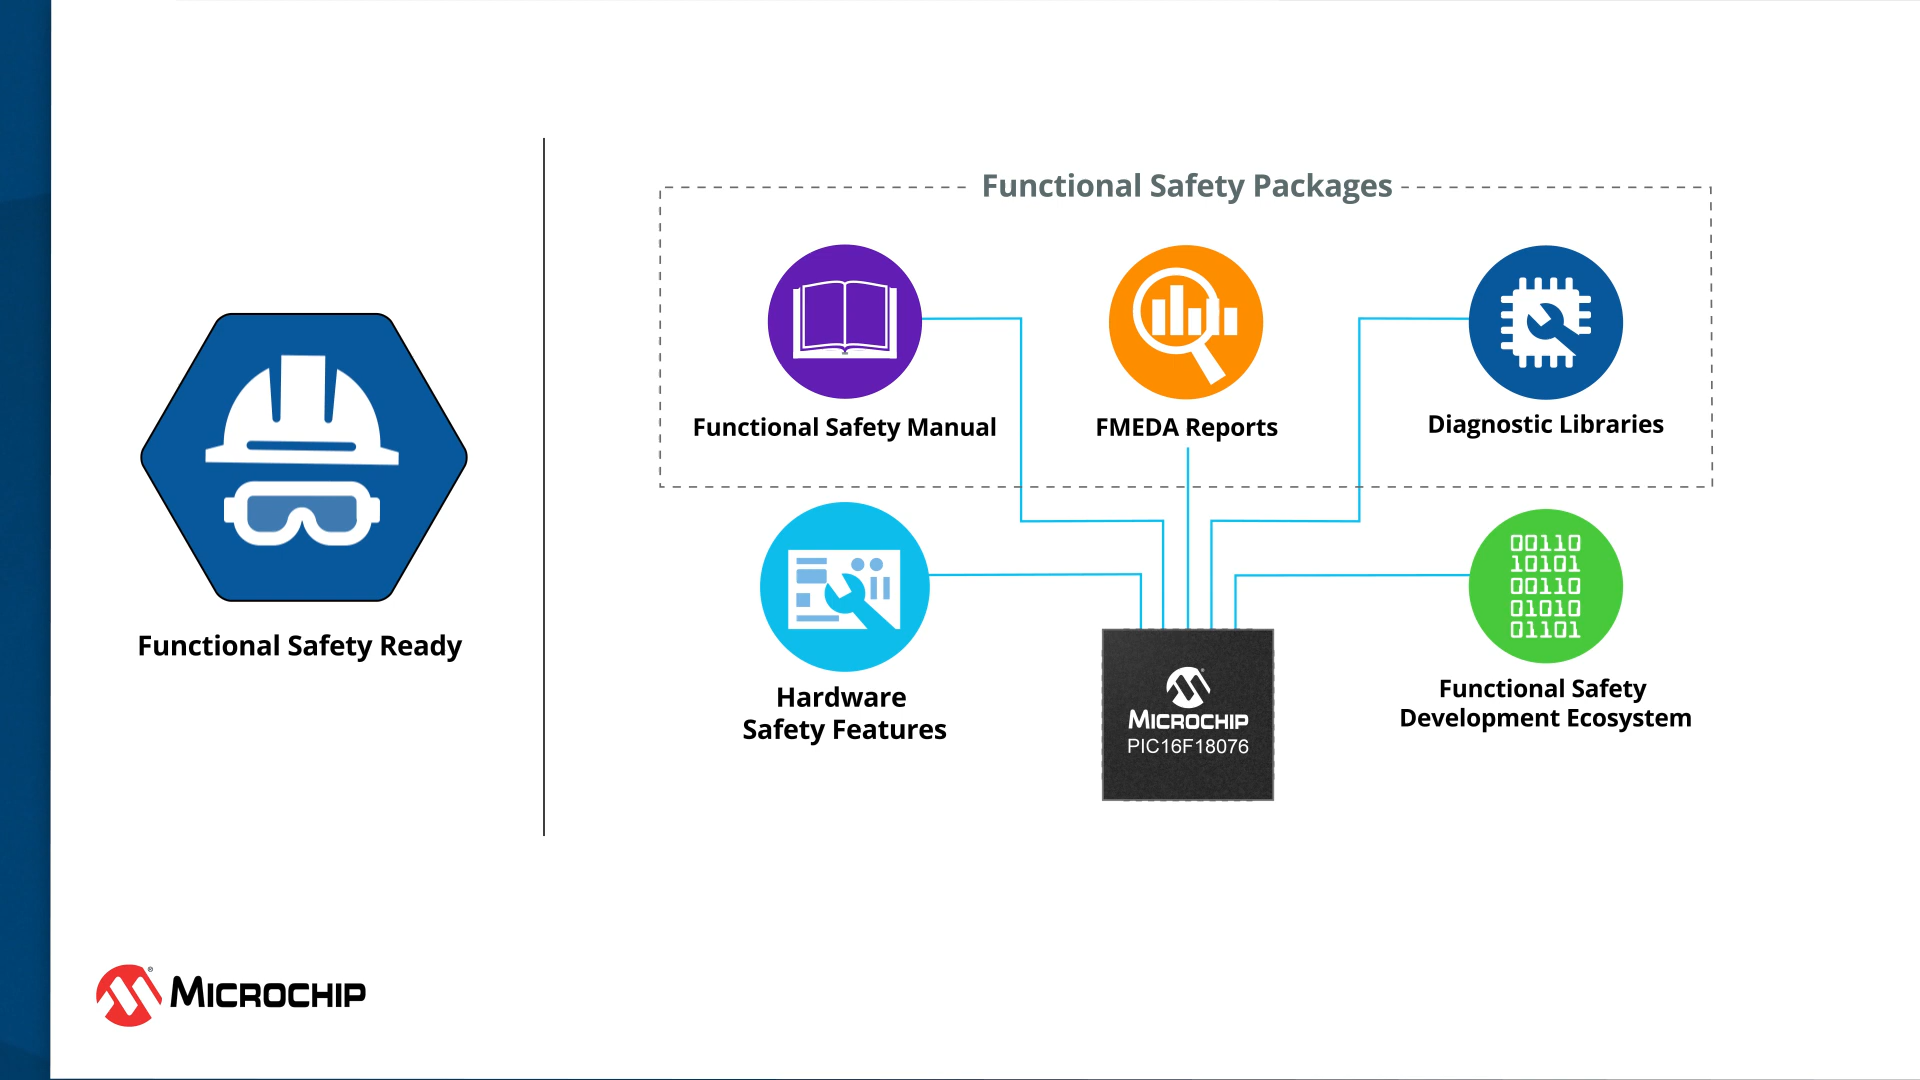 Functional Safety Packages
Functional Safety Manual
FMEDA Reports
Diagnostic Libraries
Functional Safety Ready
Hardware
Safety Features
00110
10101
00110
01010
01101
Functional Safety
Development Ecosystem
MICROCHIP
PIC16F18076
MICROCHIP